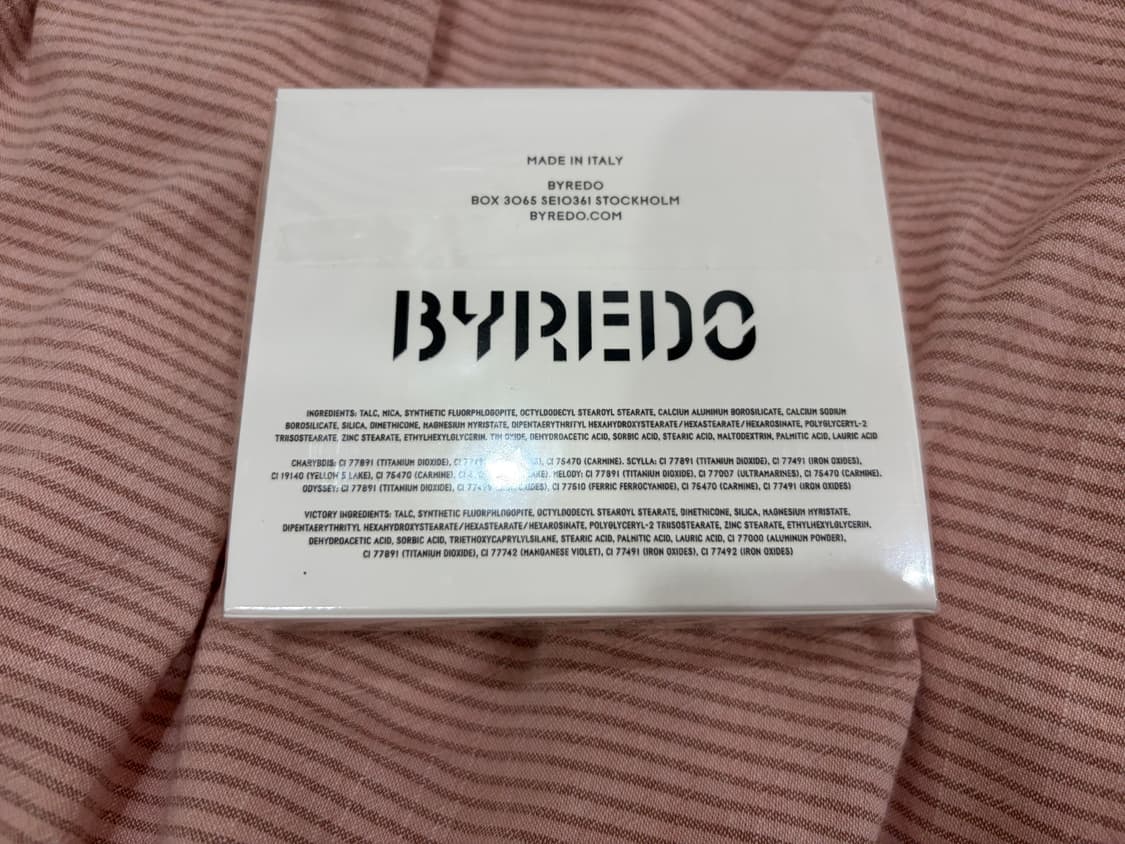 MADE IN ITALY
BYREDO
BOX 3065 SE10361 STOCKHOLM
BYREDO.COM
BYREDO
INGREDIENTS: TALC, MICA, SYNTHETIC FLUORPHLOGOPITE, OCTYLDODECYL STEAROYL STEARATE, CALCIUM ALUMINUM BOROSILICATE, CALCIUM SODIUM
BOROSILICATE, SILICA, DIMETHICONE, MAGNESIUM MYRISTATE, DIPENTAERYTHRITYL HEXAHYDROXYSTEARATE/HEXASTEARATE/HEXAROSINATE, POLYGLYCERYL-2
TRIISOSTEARATE, ZINC STEARATE, ETHYLHEXYLGLYCERIN, TIN OXIDE, DEHYDROACETIC ACID, SORBIC ACID, STEARIC ACID, MALTODEXTRIN, PALMITIC ACID, LAURIC ACID
CHARYBDIS: CI 77891 (TITANIUM DIOXIDE), CI 75470 (CARMINE). SCYLLA: CI 77891 (TITANIUM DIOXIDE), CI 77491 (IRON OXIDES),
CI 19140 (YELLOW 5 LAKE), CI 75470 (CARMINE), MELODY: CI 77891 (TITANIUM DIOXIDE), CI 77007 (ULTRAMARINES), CI 75470 (CARMINE).
ODYSSEY: CI 77891 (TITANIUM DIOXIDE), CI 77510 (FERRIC FERROCYANIDE), CI 75470 (CARMINE), CI 77491 (IRON OXIDES)
VICTORY INGREDIENTS: TALC, SYNTHETIC FLUORPHLOGOPITE, OCTYLDODECYL STEAROYL STEARATE, DIMETHICONE, SILICA, MAGNESIUM MYRISTATE,
DIPENTAERYTHRITYL HEXAHYDROXYSTEARATE/HEXASTEARATE/HEXAROSINATE, POLYGLYCERYL-2 TRIISOSTEARATE, ZINC STEARATE, ETHYLHEXYLGLYCERIN,
DEHYDROACETIC ACID, SORBIC ACID, TRIETHOXYCAPRYLYLSILANE, STEARIC ACID, PALMITIC ACID, LAURIC ACID, CI 77000 (ALUMINUM POWDER),
CI 77891 (TITANIUM DIOXIDE), CI 77742 (MANGANESE VIOLET), CI 77491 (IRON OXIDES), CI 77492 (IRON OXIDES)